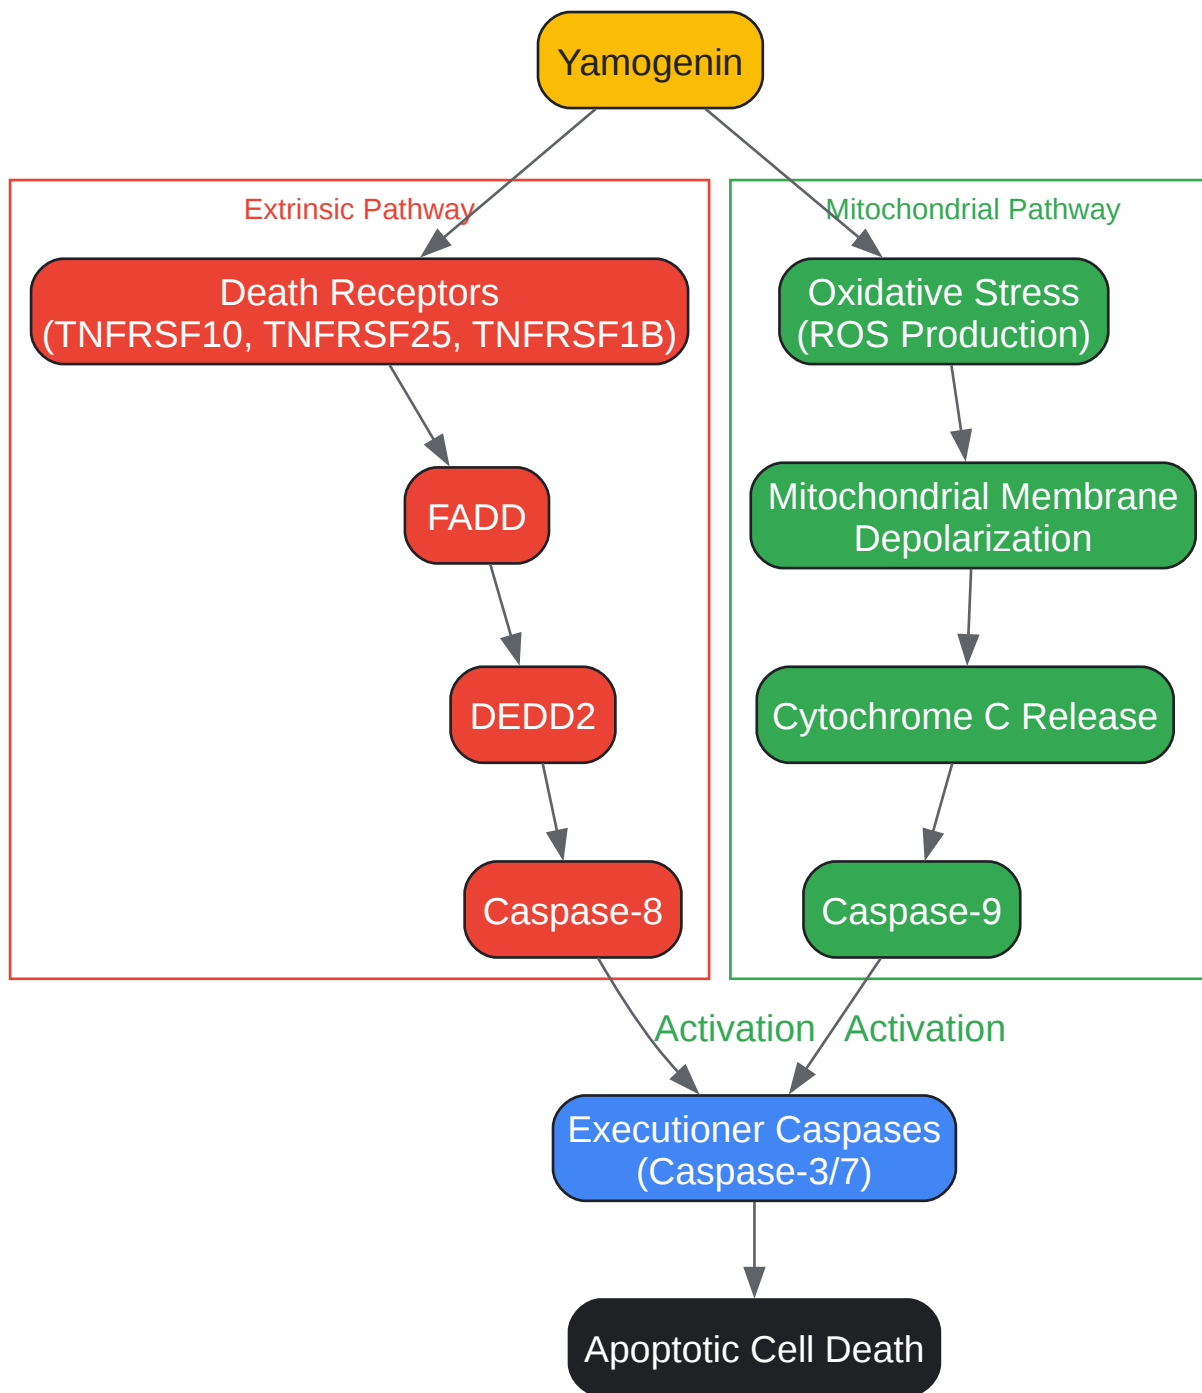 Yamogenin
Extrinsic Pathway
Mitochondrial Pathway
Death Receptors
(TNFRSF10, TNFRSF25, TNFRSF1B)
Oxidative Stress
(ROS Production)
FADD
Mitochondrial Membrane
Depolarization
DEDD2
Cytochrome C Release
Caspase-8
Caspase-9
Activation
Activation
Executioner Caspases
(Caspase-3/7)
Apoptotic Cell Death